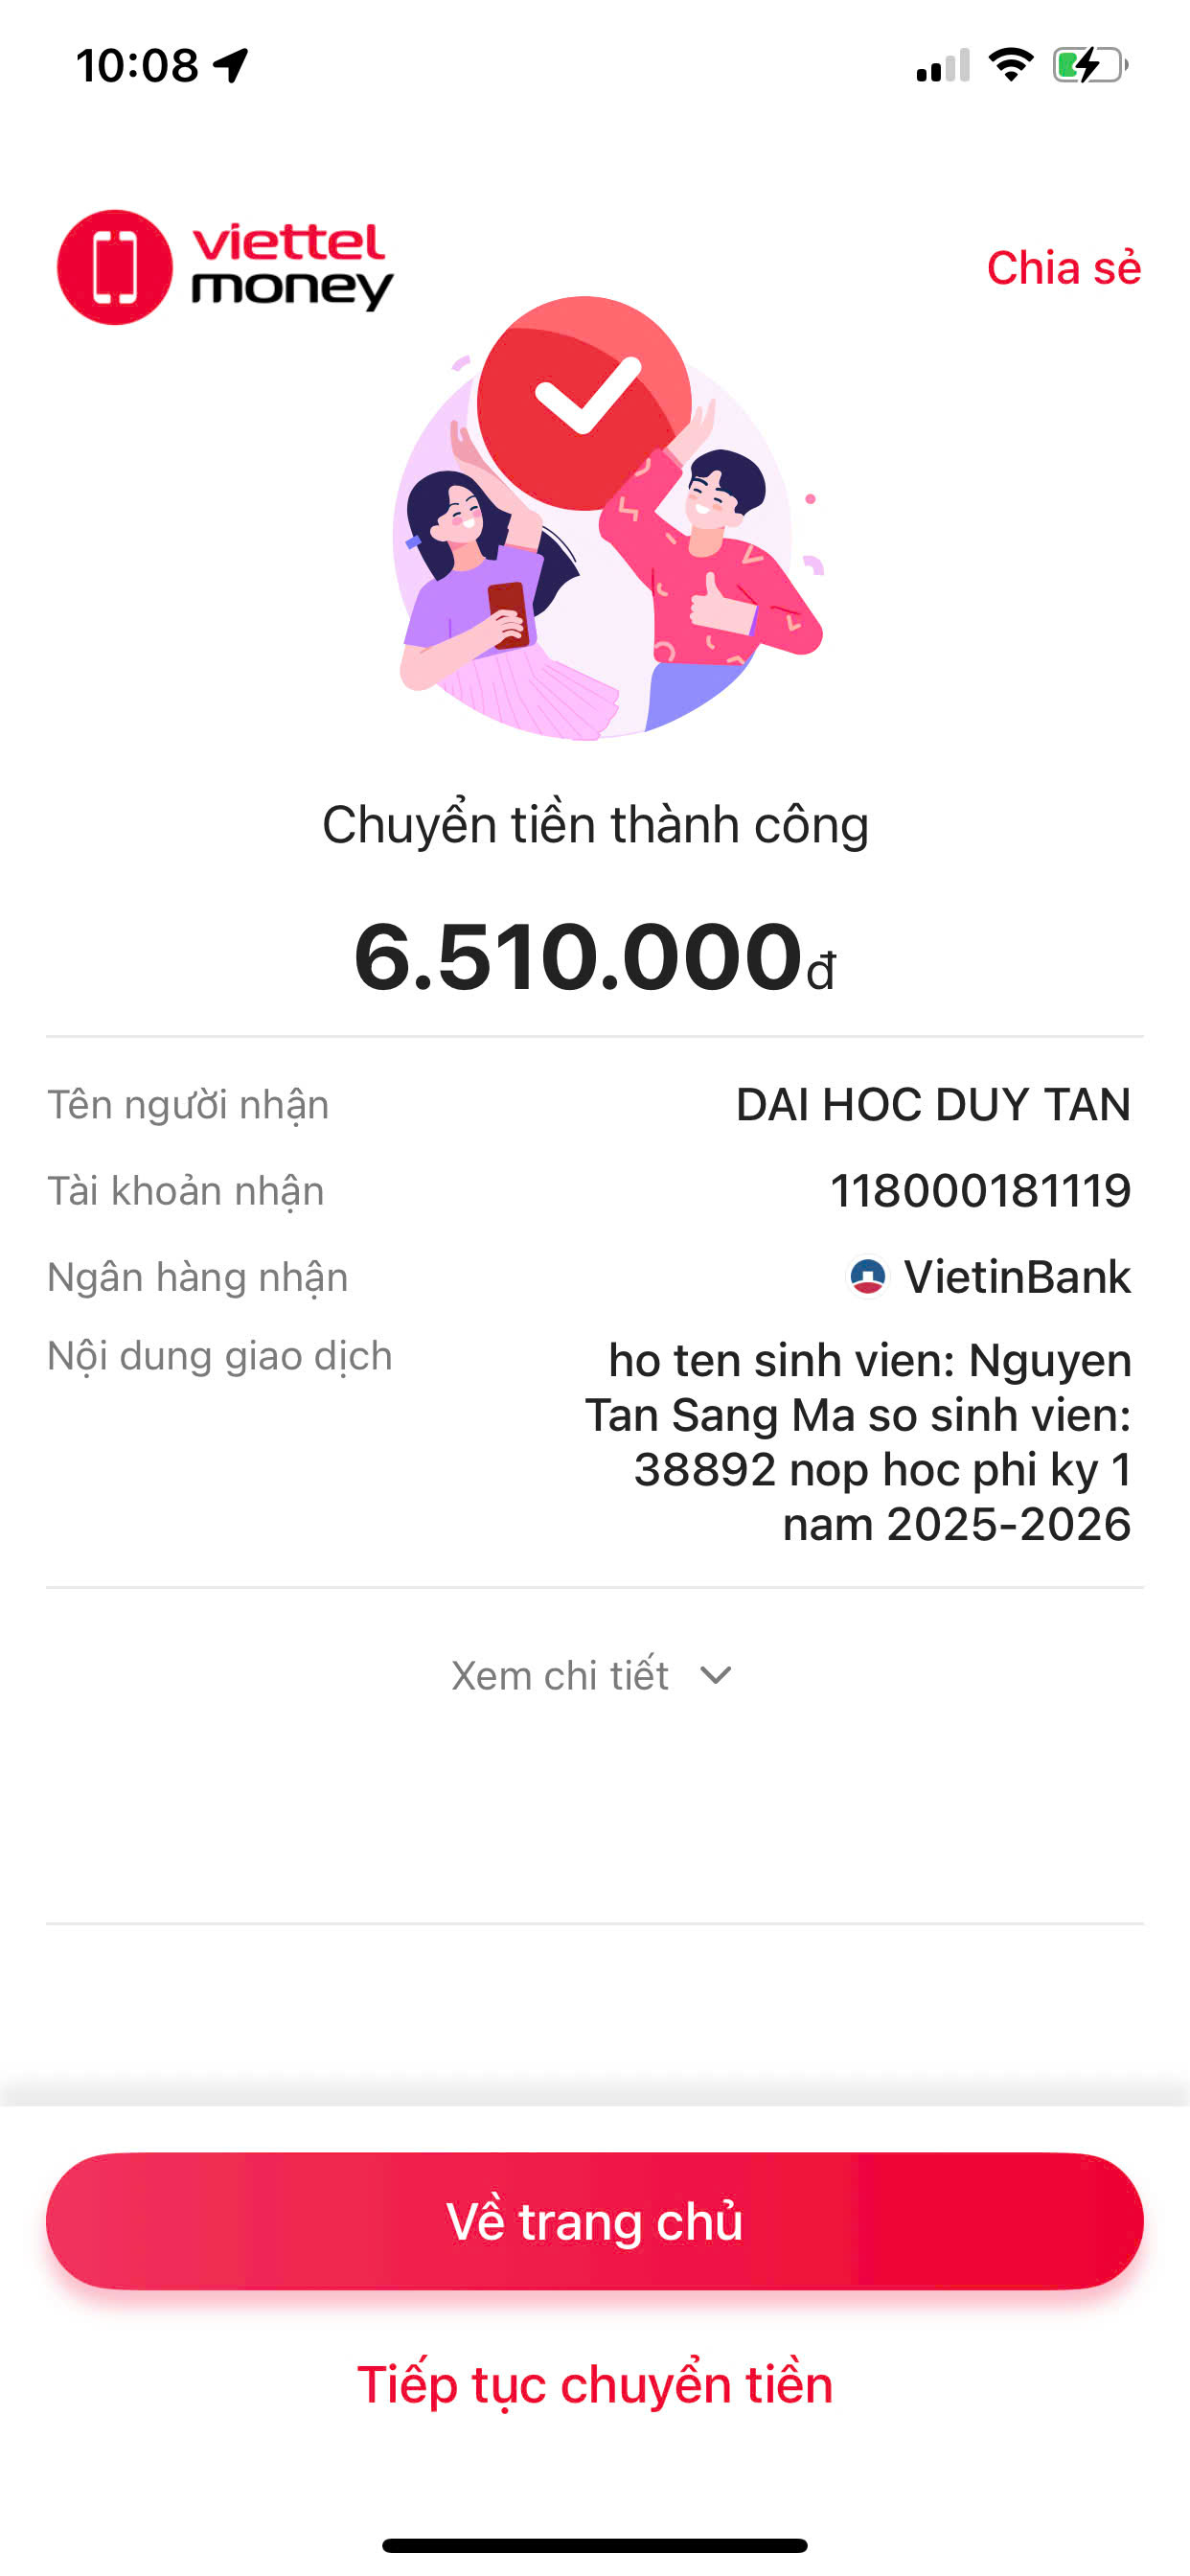 10:08
viettel
money
Chia sẻ
Chuyển tiền thành công
6.510.000đ
Tên người nhận DAI HOC DUY TAN
Tài khoản nhận 118000181119
Ngân hàng nhận VietinBank
Nội dung giao dịch ho ten sinh vien: Nguyen
Tan Sang Ma so sinh vien:
38892 nop hoc phi ky 1
nam 2025-2026
Xem chi tiết
Về trang chủ
Tiếp tục chuyển tiền